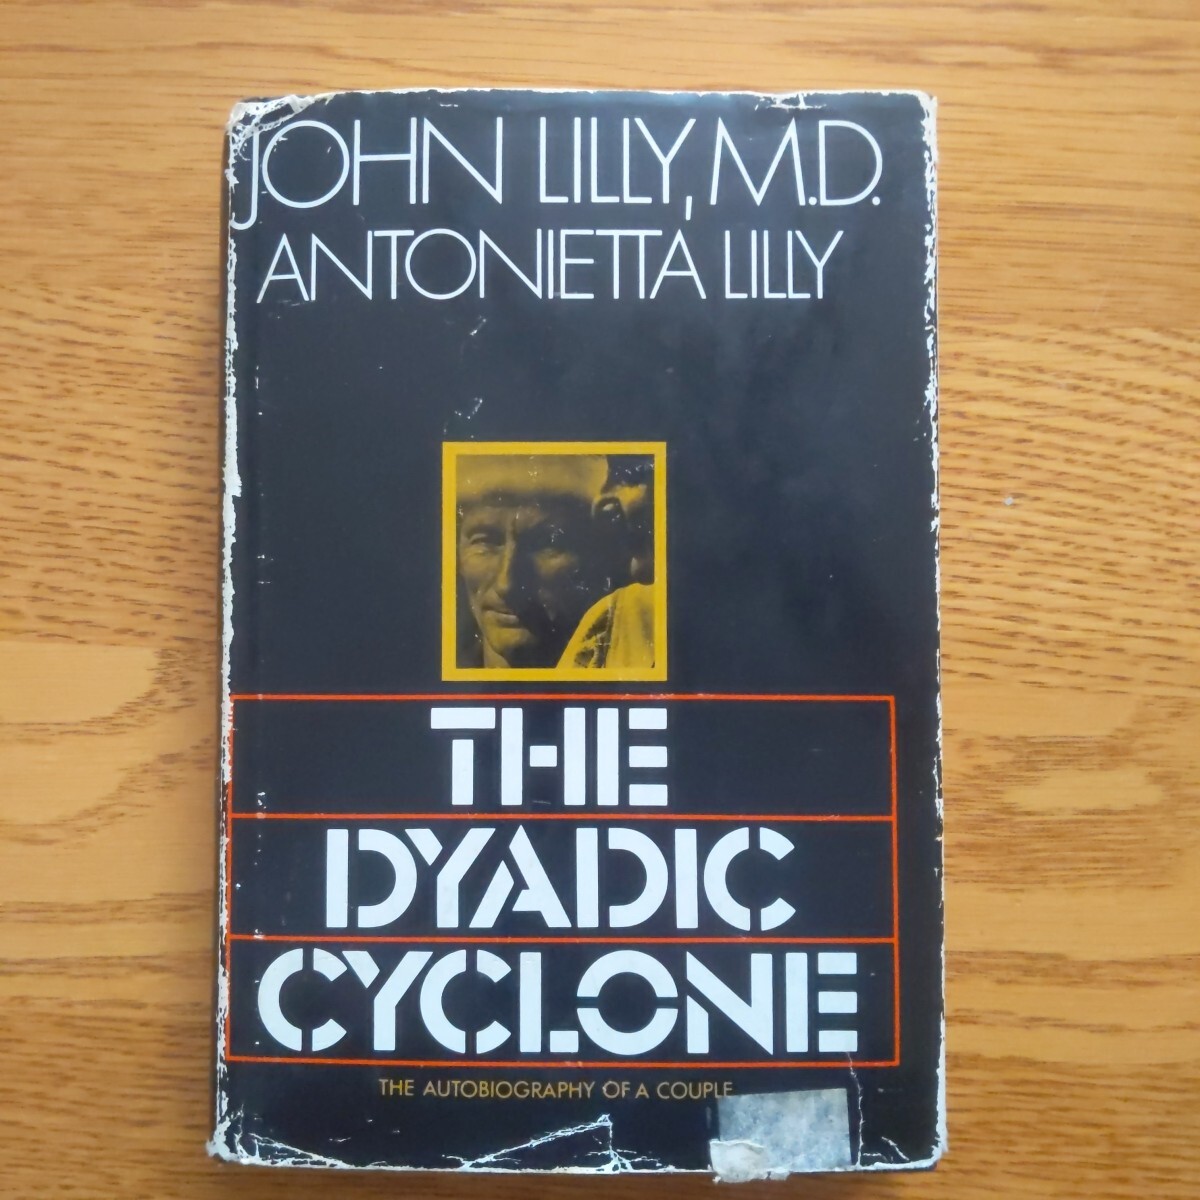 JOHN LILLY, M.D.
ANTONIETTA LILLY
THE
DYADIC
CYCLONE
THE AUTOBIOGRAPHY OF A COUPLE